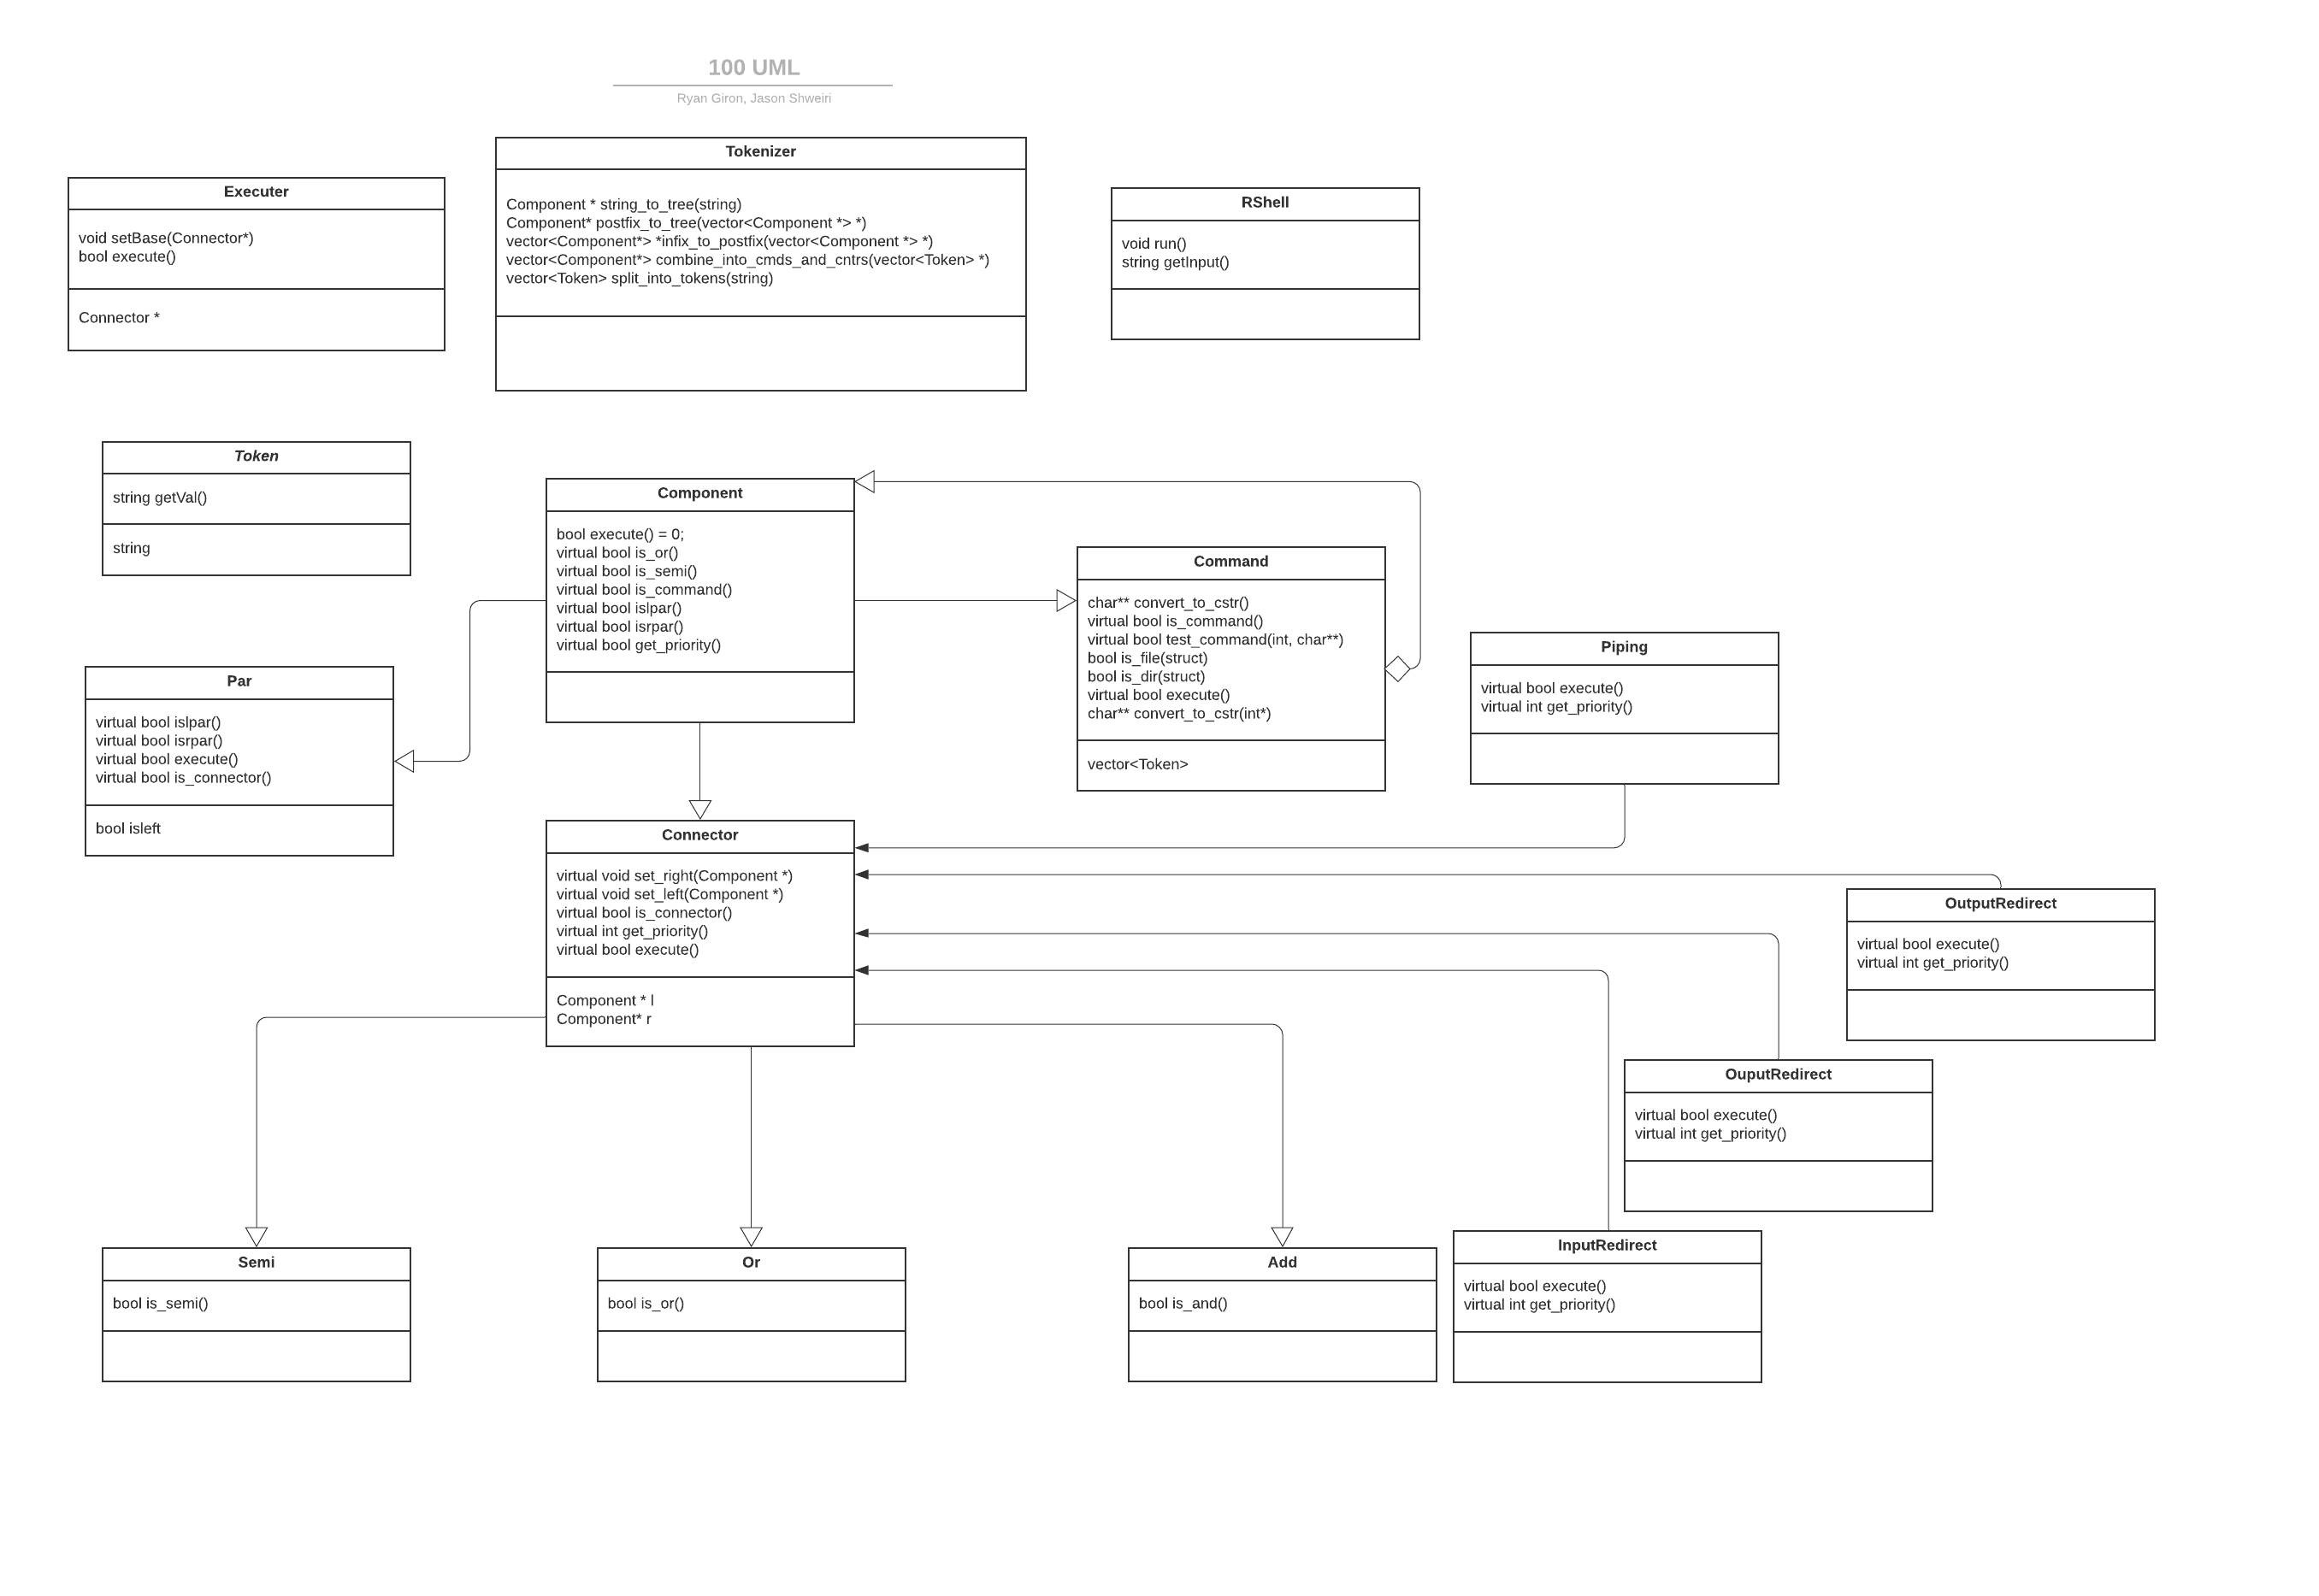 100 UML
Ryan Giron, Jason Shweiri
Executer
void setBase(Connector*)
bool execute()
Connector *
Tokenizer
Component * string_to_tree(string)
Component* postfix_to_tree(vector<Component *> *)
vector<Component*> *infix_to_postfix(vector<Component *> *)
vector<Component*> combine_into_cmds_and_cntrs(vector<Token> *)
vector<Token> split_into_tokens(string)
RShell
void run()
string getInput()
Token
string getVal()
string
Component
bool execute() = 0;
virtual bool is_or()
virtual bool is_semi()
virtual bool is_command()
virtual bool islpar()
virtual bool isrpar()
virtual bool get_priority()
Command
char** convert_to_cstr()
virtual bool is_command()
virtual bool test_command(int, char**)
bool is_file(struct)
bool is_dir(struct)
virtual bool execute()
char** convert_to_cstr(int*)
vector<Token>
Piping
virtual bool execute()
virtual int get_priority()
Par
virtual bool islpar()
virtual bool isrpar()
virtual bool execute()
virtual bool is_connector()
bool isleft
Connector
virtual void set_right(Component *)
virtual void set_left(Component *)
virtual bool is_connector()
virtual int get_priority()
virtual bool execute()
Component * l
Component* r
OutputRedirect
virtual bool execute()
virtual int get_priority()
OuputRedirect
virtual bool execute()
virtual int get_priority()
InputRedirect
virtual bool execute()
virtual int get_priority()
Semi
bool is_semi()
Or
bool is_or()
Add
bool is_and()